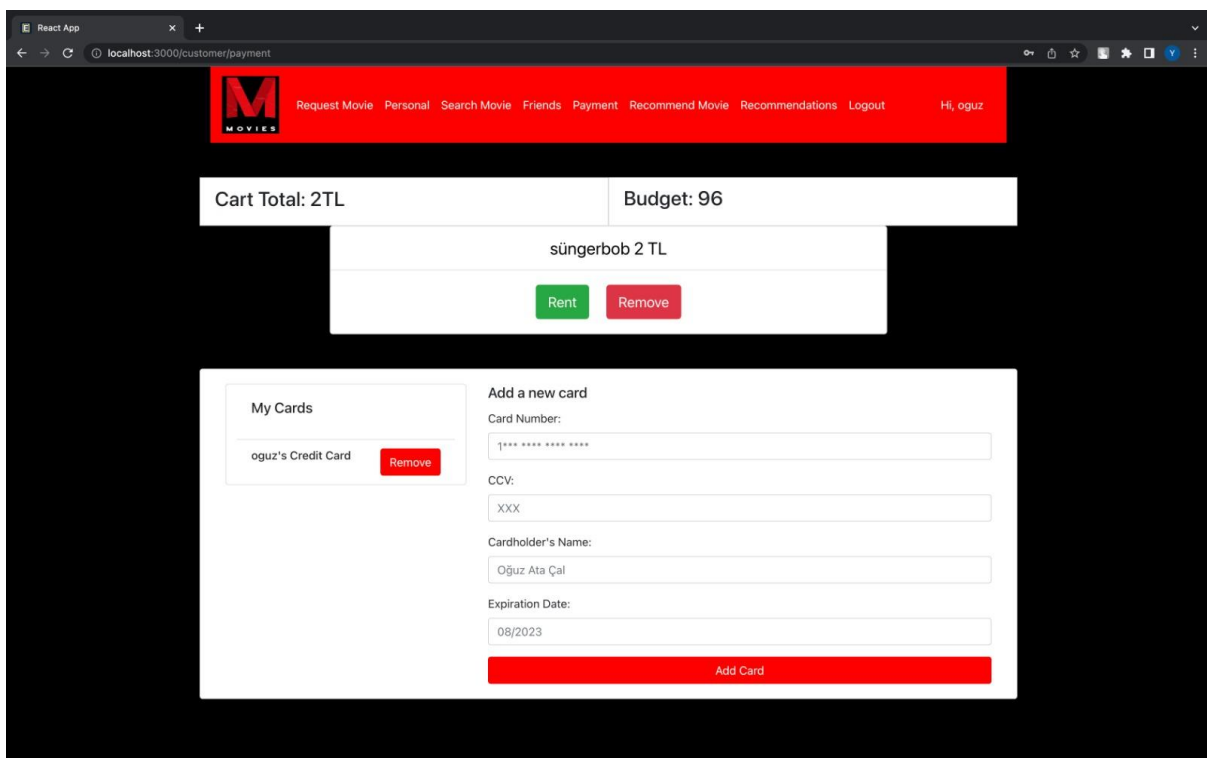 React App
localhost:3000/customer/payment
Y
M
MOVIES
Request Movie Personal Search Movie Friends Payment Recommend Movie Recommendations Logout Hi, oguz
Cart Total: 2TL
Budget: 96
süngerbob 2 TL
Rent Remove
My Cards
oguz's Credit Card Remove
Add a new card
Card Number:
1*** **** **** ****
CCV:
XXX
Cardholder's Name:
Oğuz Ata Çal
Expiration Date:
08/2023
Add Card